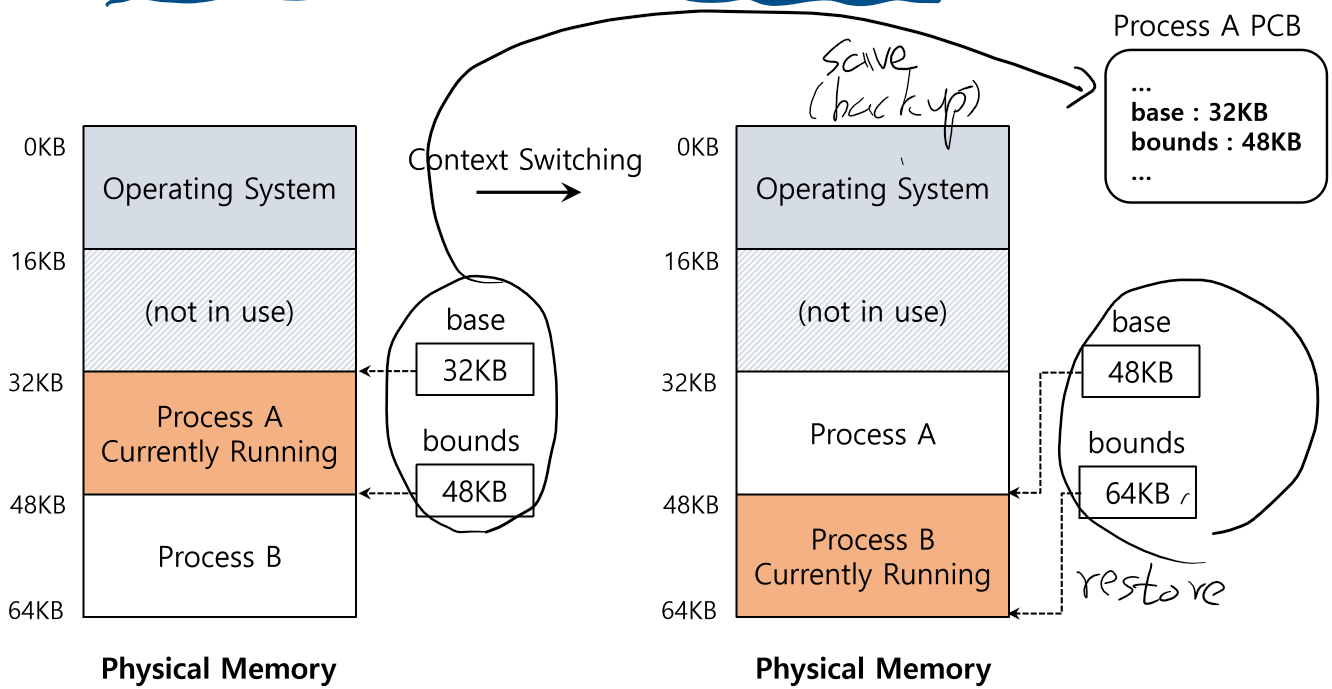 Process A PCB
...
base : 32KB
bounds : 48KB
...
save
(backup)
Context Switching
0KB
Operating System
16KB
(not in use)
32KB
Process A
Currently Running
48KB
Process B
64KB
Physical Memory
base
32KB
bounds
48KB
0KB
Operating System
16KB
(not in use)
32KB
Process A
48KB
Process B
Currently Running
64KB
Physical Memory
base
48KB
bounds
64KB
restore